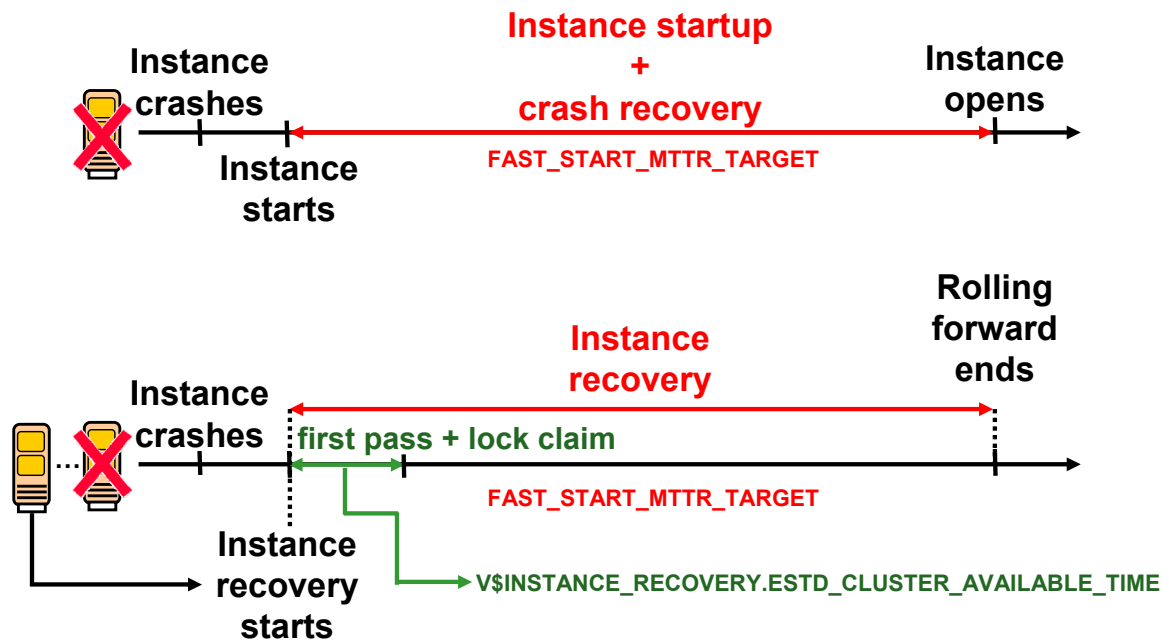 Instance startup
+
crash recovery
Instance
crashes
Instance
opens
Instance
starts
FAST_START_MTTR_TARGET
Rolling
forward
ends
Instance
recovery
Instance
crashes
first pass + lock claim
...
FAST_START_MTTR_TARGET
Instance
recovery
starts
V$INSTANCE_RECOVERY.ESTD_CLUSTER_AVAILABLE_TIME